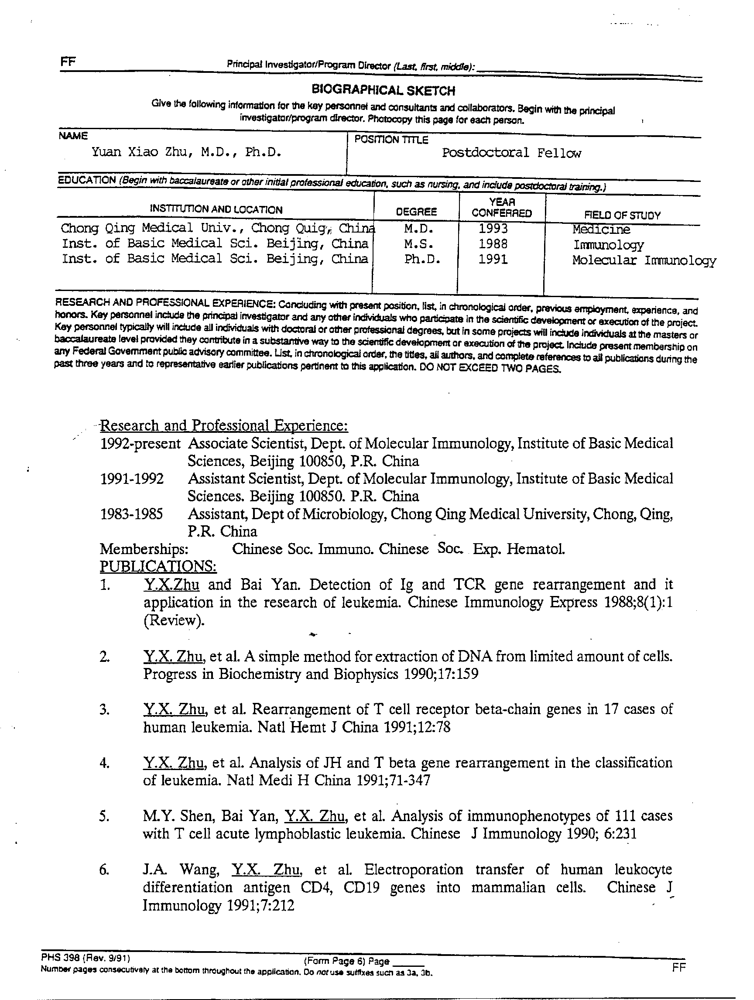 FF
Principal Investigator/Program Director (Last, first, middle):
BIOGRAPHICAL SKETCH
Give the following information for the key personnel and consultants and collaborators. Begin with the principal
investigator/program director. Photocopy this page for each person.
NAME POSITION TITLE
Yuan Xiao Zhu, M.D., Ph.D. Postdoctoral Fellow
EDUCATION (Begin with baccalaureate or other initial professional education, such as nursing, and include postdoctoral training.)
INSTITUTION AND LOCATION DEGREE YEAR CONFERRED FIELD OF STUDY
Chong Qing Medical Univ., Chong Quig, China M.D. 1993 Medicine
Inst. of Basic Medical Sci. Beijing, China M.S. 1988 Immunology
Inst. of Basic Medical Sci. Beijing, China Ph.D. 1991 Molecular Immunology
RESEARCH AND PROFESSIONAL EXPERIENCE: Concluding with present position, list, in chronological order, previous employment, experience, and
honors. Key personnel include the principal investigator and any other individuals who participate in the scientific development or execution of the project.
Key personnel typically will include all individuals with doctoral or other professional degrees, but in some projects will include individuals at the masters or
baccalaureate level provided they contribute in a substantive way to the scientific development or execution of the project. Include present membership on
any Federal Government public advisory committee. List, in chronological order, the titles, all authors, and complete references to all publications during the
past three years and to representative earlier publications pertinent to this application. DO NOT EXCEED TWO PAGES.
Research and Professional Experience:
1992-present Associate Scientist, Dept. of Molecular Immunology, Institute of Basic Medical
Sciences, Beijing 100850, P.R. China
1991-1992 Assistant Scientist, Dept. of Molecular Immunology, Institute of Basic Medical
Sciences. Beijing 100850. P.R. China
1983-1985 Assistant, Dept of Microbiology, Chong Qing Medical University, Chong, Qing,
P.R. China
Memberships: Chinese Soc. Immuno. Chinese Soc. Exp. Hematol.
PUBLICATIONS:
1. Y.X.Zhu and Bai Yan. Detection of Ig and TCR gene rearrangement and it
application in the research of leukemia. Chinese Immunology Express 1988;8(1):1
(Review).
2. Y.X. Zhu, et al. A simple method for extraction of DNA from limited amount of cells.
Progress in Biochemistry and Biophysics 1990;17:159
3. Y.X. Zhu, et al. Rearrangement of T cell receptor beta-chain genes in 17 cases of
human leukemia. Natl Hemt J China 1991;12:78
4. Y.X. Zhu, et al. Analysis of JH and T beta gene rearrangement in the classification
of leukemia. Natl Medi H China 1991;71-347
5. M.Y. Shen, Bai Yan, Y.X. Zhu, et al. Analysis of immunophenotypes of 111 cases
with T cell acute lymphoblastic leukemia. Chinese J Immunology 1990; 6:231
6. J.A. Wang, Y.X. Zhu, et al. Electroporation transfer of human leukocyte
differentiation antigen CD4, CD19 genes into mammalian cells. Chinese J
Immunology 1991;7:212
PHS 398 (Rev. 9/91) (Form Page 6) Page
Number pages consecutively at the bottom throughout the application. Do not use suffixes such as 3a, 3b.
FF